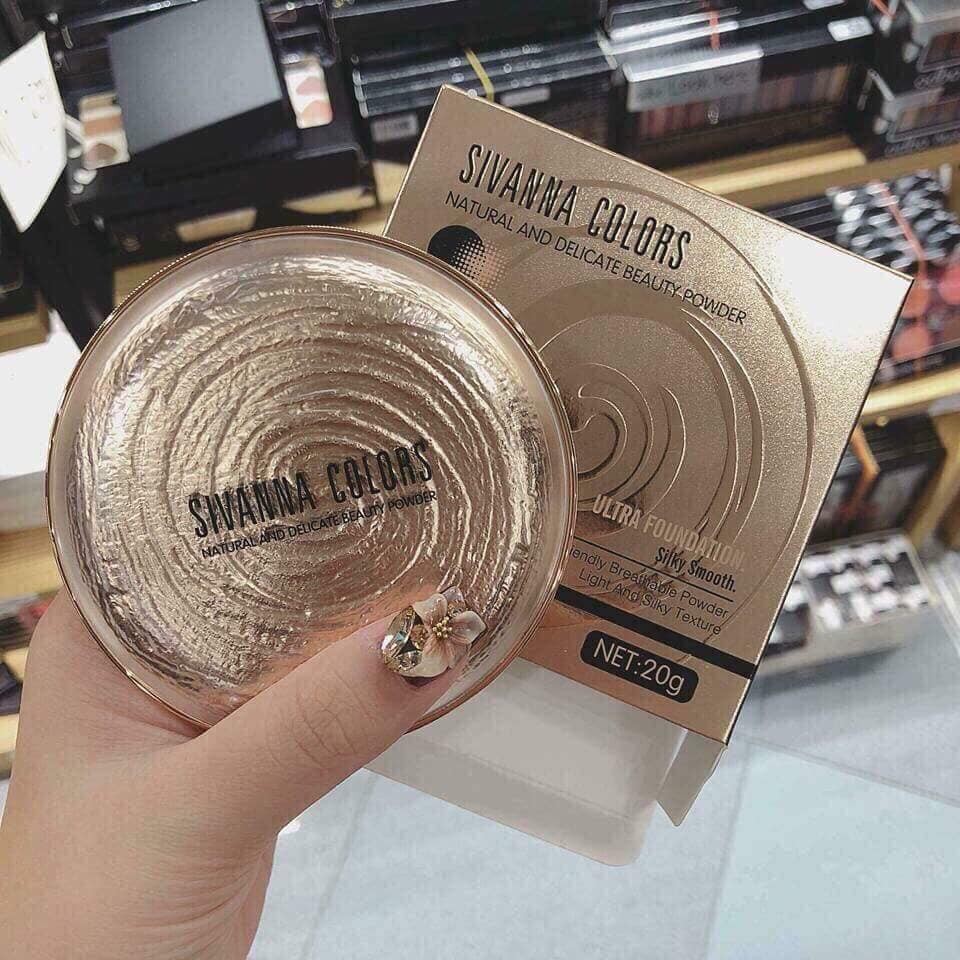 SIVANNA COLORS
NATURAL AND DELICATE BEAUTY POWDER
ULTRA FOUNDATION.
Silky Smooth.
Breathable Powder
Light And Silky Texture
NET:20g
SIVANNA COLORS
NATURAL AND DELICATE BEAUTY POWDER